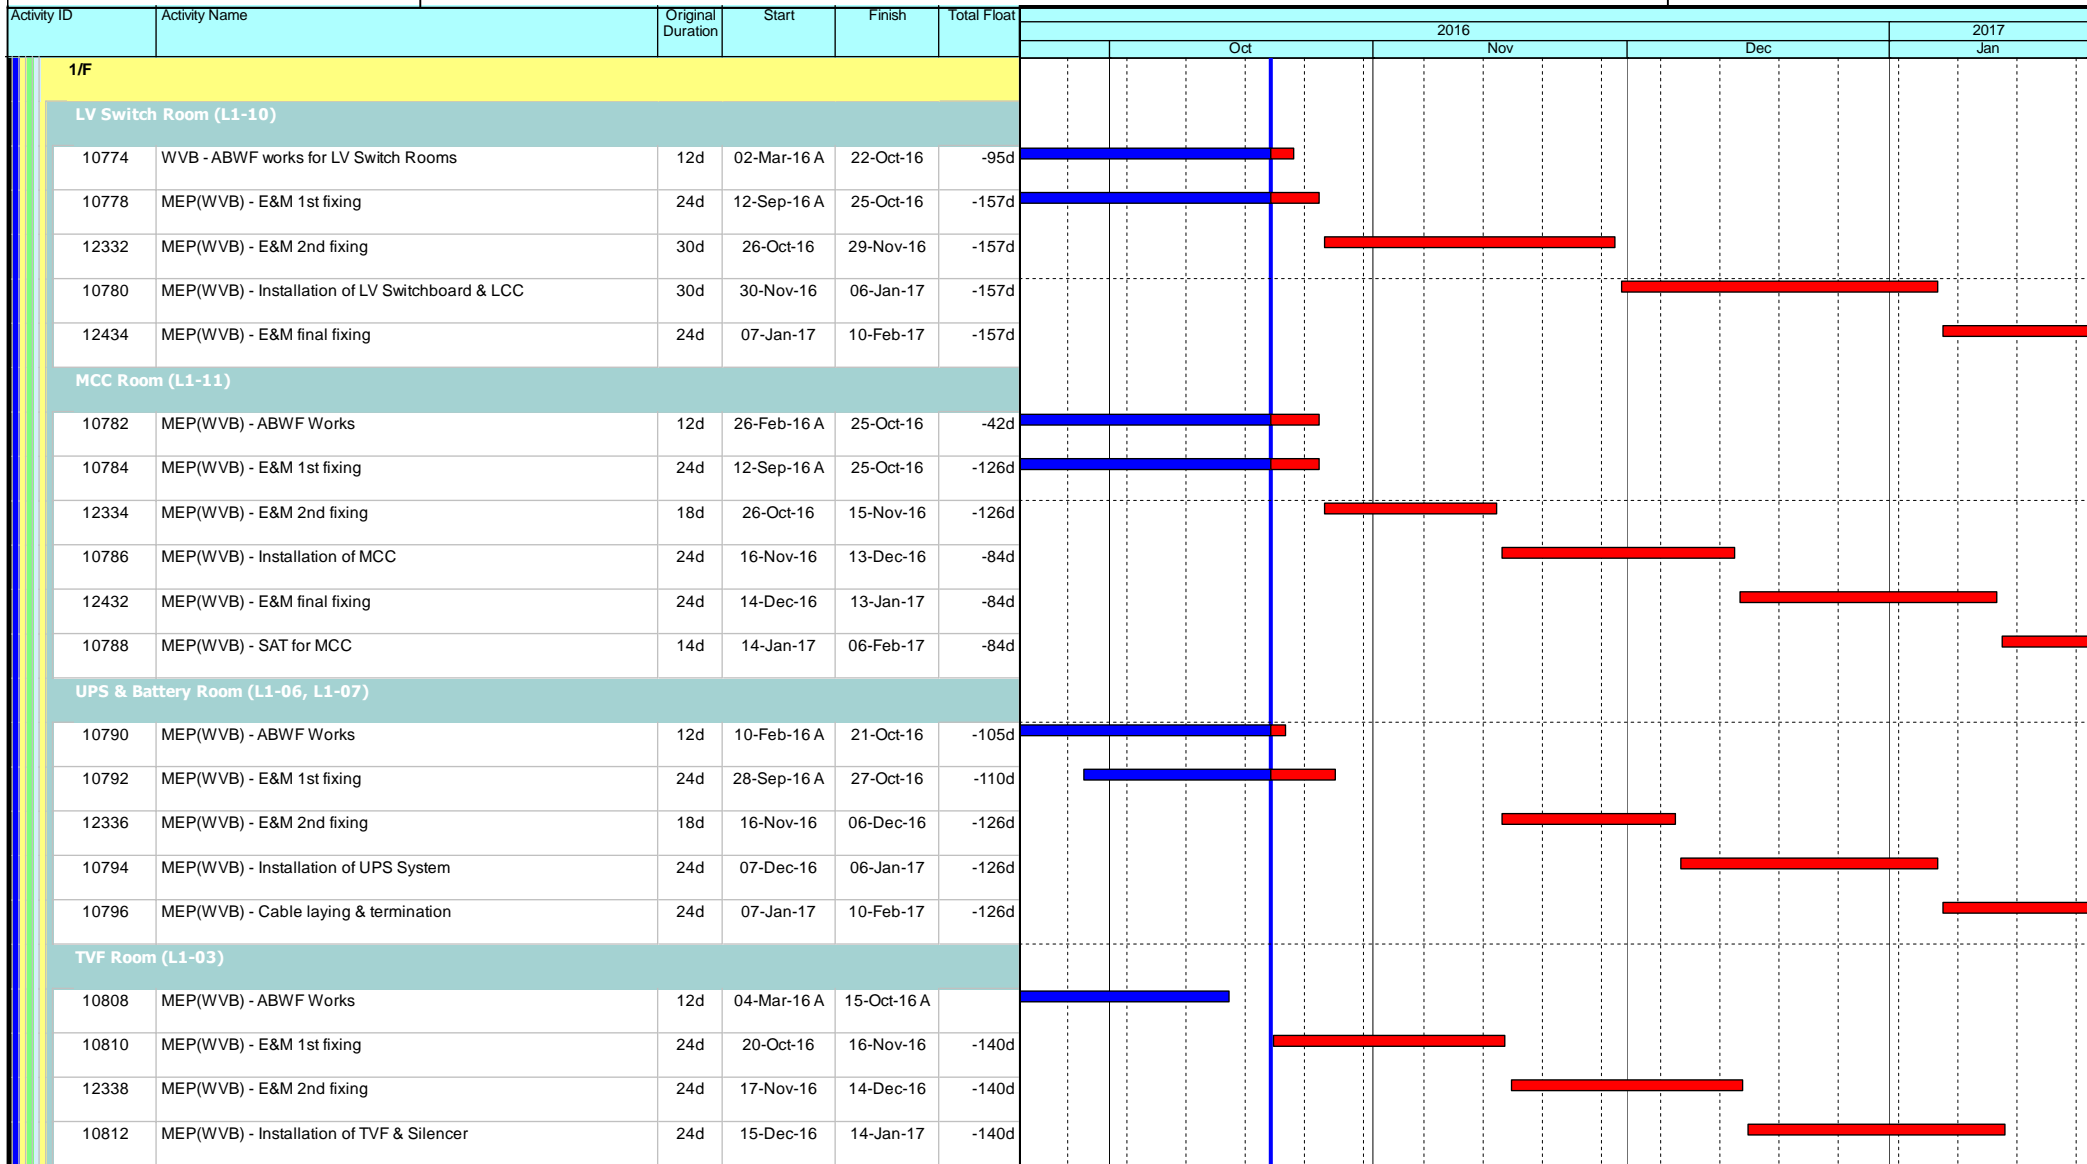 Activity ID Activity Name Original Duration Start Finish Total Float
2016 2017
Oct Nov Dec Jan
1/F
LV Switch Room (L1-10)
10774 WVB - ABWF works for LV Switch Rooms 12d 02-Mar-16 A 22-Oct-16 -95d
10778 MEP(WVB) - E&M 1st fixing 24d 12-Sep-16 A 25-Oct-16 -157d
12332 MEP(WVB) - E&M 2nd fixing 30d 26-Oct-16 29-Nov-16 -157d
10780 MEP(WVB) - Installation of LV Switchboard & LCC 30d 30-Nov-16 06-Jan-17 -157d
12434 MEP(WVB) - E&M final fixing 24d 07-Jan-17 10-Feb-17 -157d
MCC Room (L1-11)
10782 MEP(WVB) - ABWF Works 12d 26-Feb-16 A 25-Oct-16 -42d
10784 MEP(WVB) - E&M 1st fixing 24d 12-Sep-16 A 25-Oct-16 -126d
12334 MEP(WVB) - E&M 2nd fixing 18d 26-Oct-16 15-Nov-16 -126d
10786 MEP(WVB) - Installation of MCC 24d 16-Nov-16 13-Dec-16 -84d
12432 MEP(WVB) - E&M final fixing 24d 14-Dec-16 13-Jan-17 -84d
10788 MEP(WVB) - SAT for MCC 14d 14-Jan-17 06-Feb-17 -84d
UPS & Battery Room (L1-06, L1-07)
10790 MEP(WVB) - ABWF Works 12d 10-Feb-16 A 21-Oct-16 -105d
10792 MEP(WVB) - E&M 1st fixing 24d 28-Sep-16 A 27-Oct-16 -110d
12336 MEP(WVB) - E&M 2nd fixing 18d 16-Nov-16 06-Dec-16 -126d
10794 MEP(WVB) - Installation of UPS System 24d 07-Dec-16 06-Jan-17 -126d
10796 MEP(WVB) - Cable laying & termination 24d 07-Jan-17 10-Feb-17 -126d
TVF Room (L1-03)
10808 MEP(WVB) - ABWF Works 12d 04-Mar-16 A 15-Oct-16 A
10810 MEP(WVB) - E&M 1st fixing 24d 20-Oct-16 16-Nov-16 -140d
12338 MEP(WVB) - E&M 2nd fixing 24d 17-Nov-16 14-Dec-16 -140d
10812 MEP(WVB) - Installation of TVF & Silencer 24d 15-Dec-16 14-Jan-17 -140d